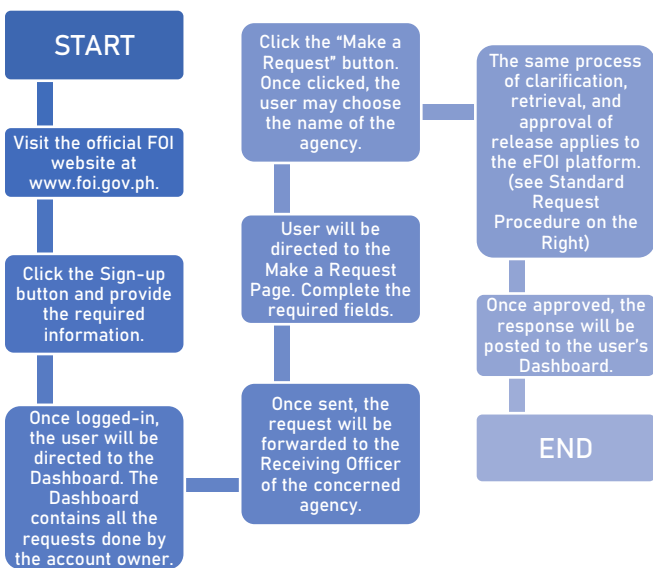 START
Visit the official FOI
website at
www.foi.gov.ph.
Click the Sign-up
button and provide
the required
information.
Once logged-in,
the user will be
directed to the
Dashboard. The
Dashboard
contains all the
requests done by
the account owner.
Click the “Make a
Request” button.
Once clicked, the
user may choose
the name of the
agency.
User will be
directed to the
Make a Request
Page. Complete the
required fields.
Once sent, the
request will be
forwarded to the
Receiving Officer
of the concerned
agency.
The same process
of clarification,
retrieval, and
approval of
release applies to
the eFOI platform.
(see Standard
Request
Procedure on the
Right)
Once approved, the
response will be
posted to the user’s
Dashboard.
END